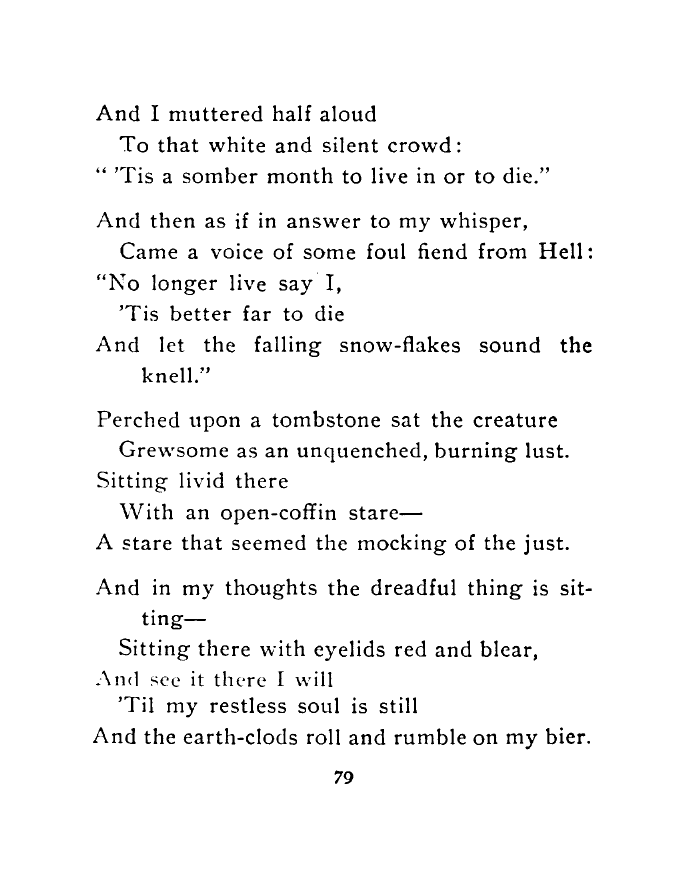 And I muttered half aloud
To that white and silent crowd:
“ ’Tis a somber month to live in or to die.”
And then as if in answer to my whisper,
Came a voice of some foul fiend from Hell:
“No longer live say I,
’Tis better far to die
And let the falling snow-flakes sound the
knell.”
Perched upon a tombstone sat the creature
Grewsome as an unquenched, burning lust.
Sitting livid there
With an open-coffin stare—
A stare that seemed the mocking of the just.
And in my thoughts the dreadful thing is sit-
ting—
Sitting there with eyelids red and blear,
And see it there I will
’Til my restless soul is still
And the earth-clods roll and rumble on my bier.
79